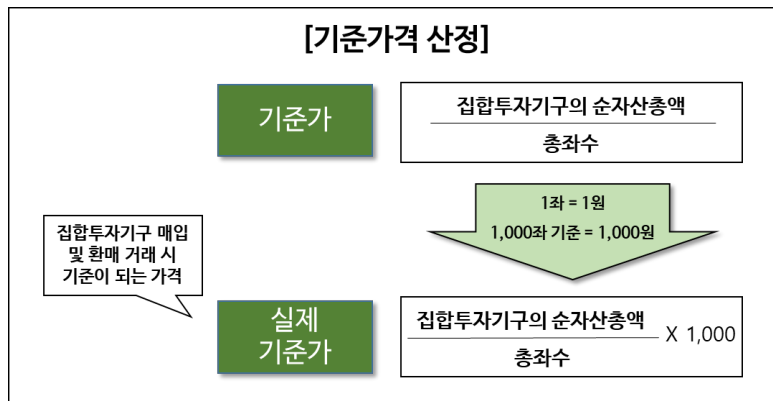 [기준가격 산정]
기준가
집합투자기구의 순자산총액
총좌수
1좌 = 1원
1,000좌 기준 = 1,000원
집합투자기구 매입
및 환매 거래 시
기준이 되는 가격
실제
기준가
집합투자기구의 순자산총액
X 1,000
총좌수